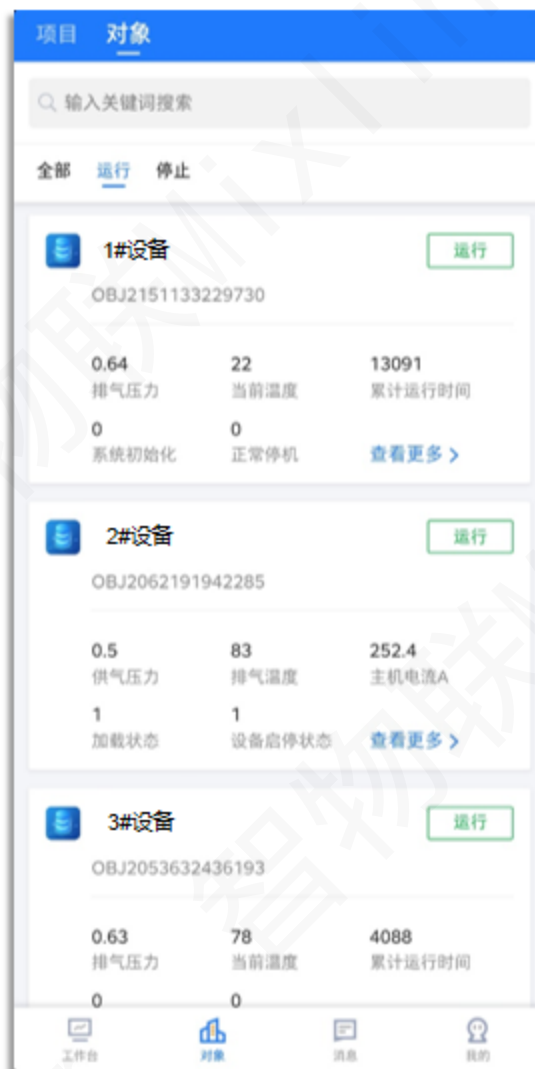 项目 对象
输入关键词搜索
全部 运行 停止
1#设备 运行
OBJ2151133229730
0.64 22 13091
排气压力 当前温度 累计运行时间
0 0
系统初始化 正常停机 查看更多 >
2#设备 运行
OBJ2062191942285
0.5 83 252.4
供气压力 排气温度 主机电流A
1 1
加载状态 设备启停状态 查看更多 >
3#设备 运行
OBJ2053632436193
0.63 78 4088
排气压力 当前温度 累计运行时间
0 0
工作台 对象 消息 我的
智物联